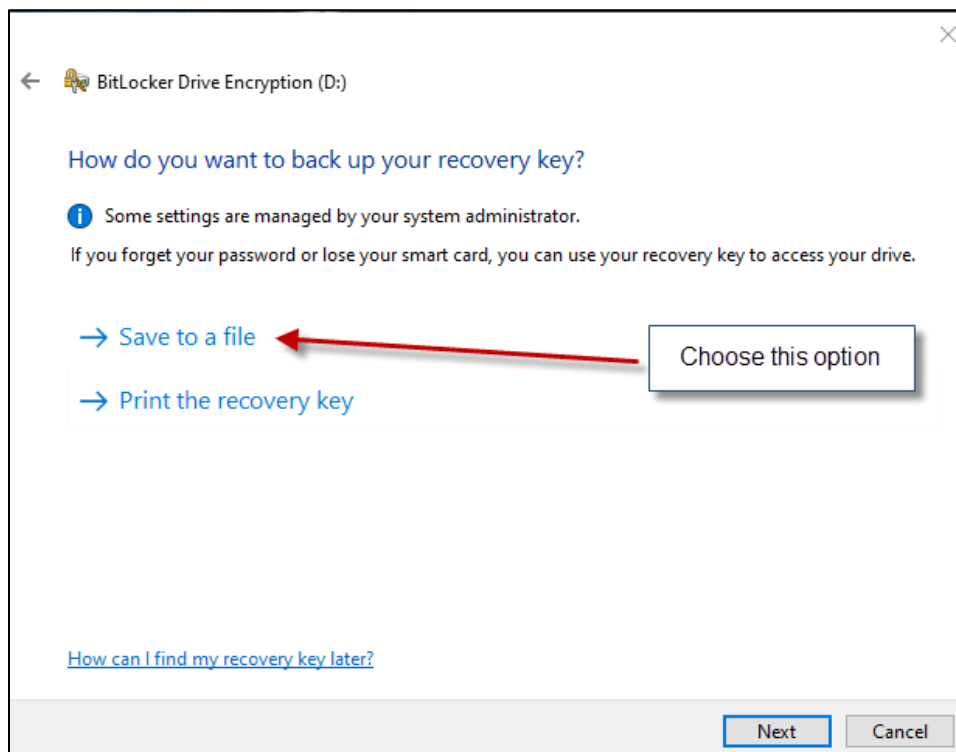 BitLocker Drive Encryption (D:)
How do you want to back up your recovery key?
Some settings are managed by your system administrator.
If you forget your password or lose your smart card, you can use your recovery key to access your drive.
Save to a file
Choose this option
Print the recovery key
How can I find my recovery key later?
Next
Cancel